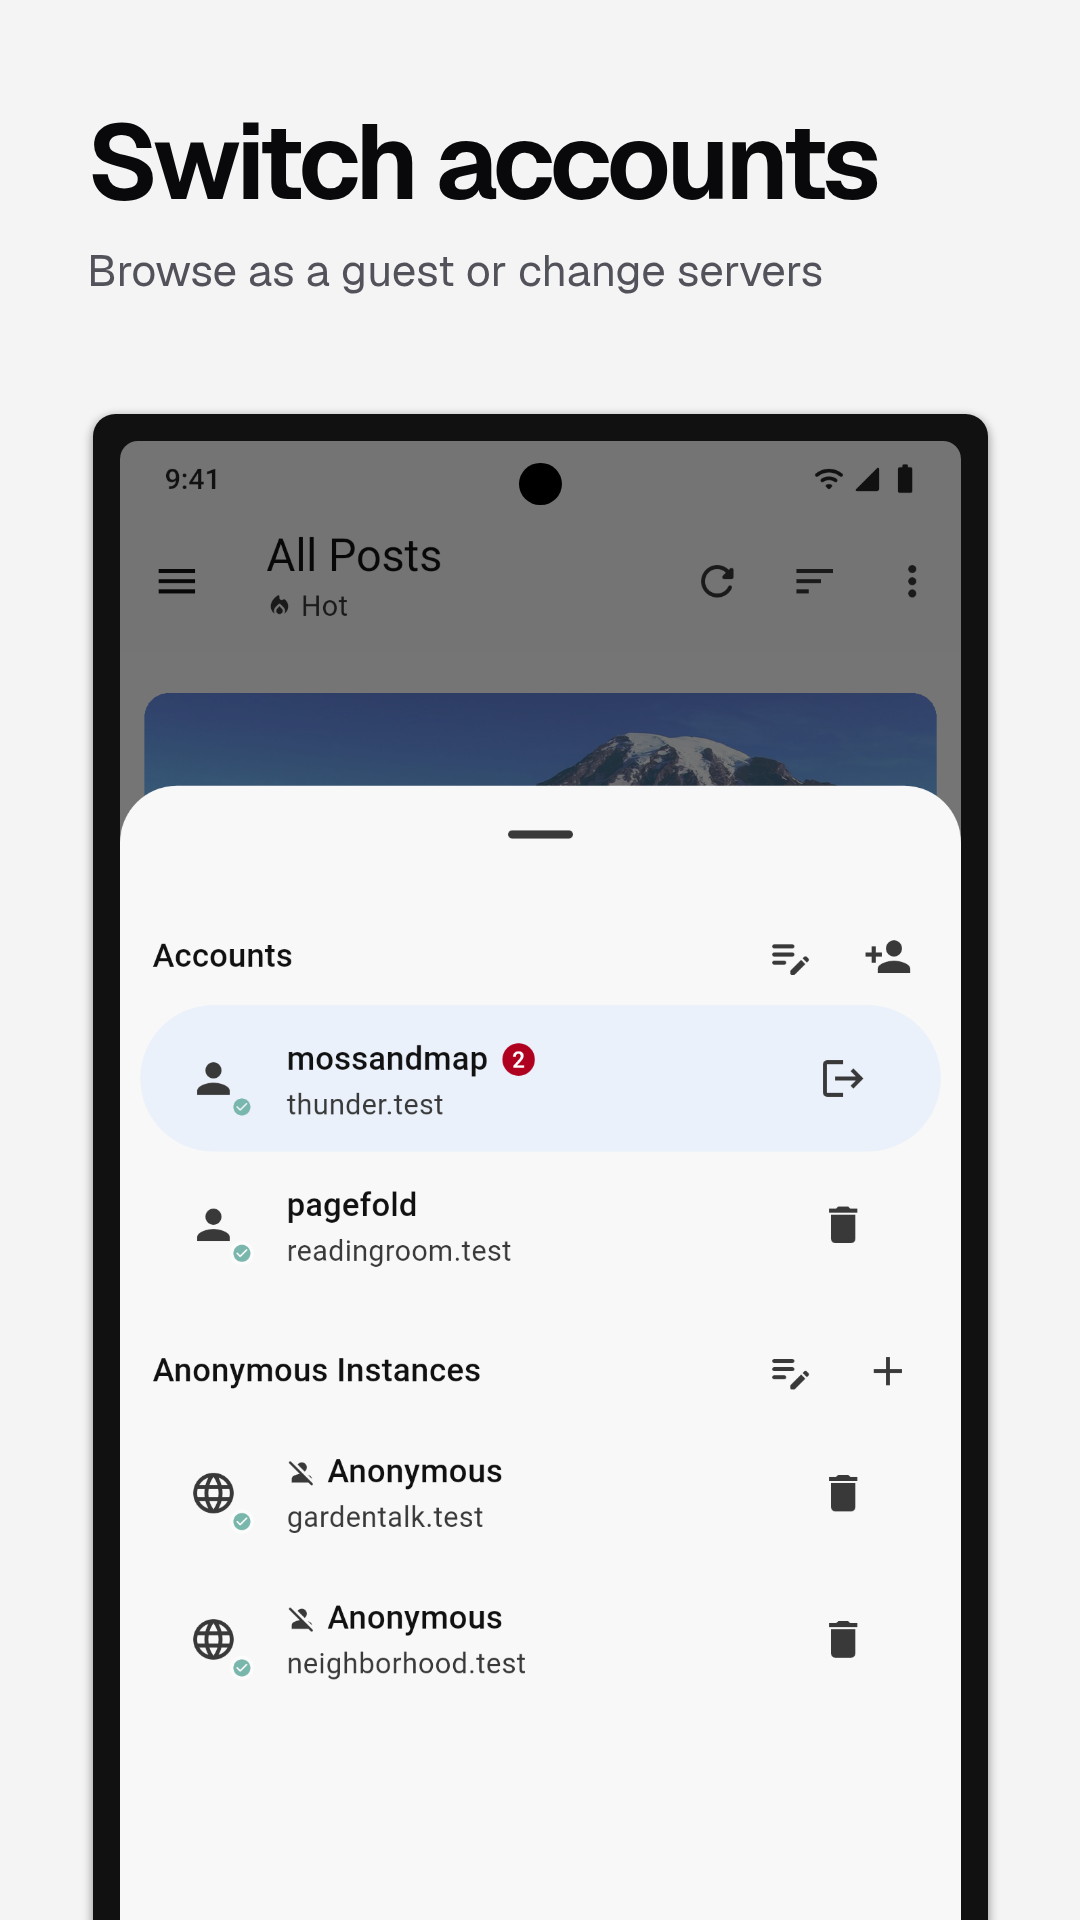 Switch accounts
Browse as a guest or change servers
9:41
All Posts
Hot
Accounts
mossandmap 2
thunder.test
pagefold
readingroom.test
Anonymous Instances
Anonymous
gardentalk.test
Anonymous
neighborhood.test